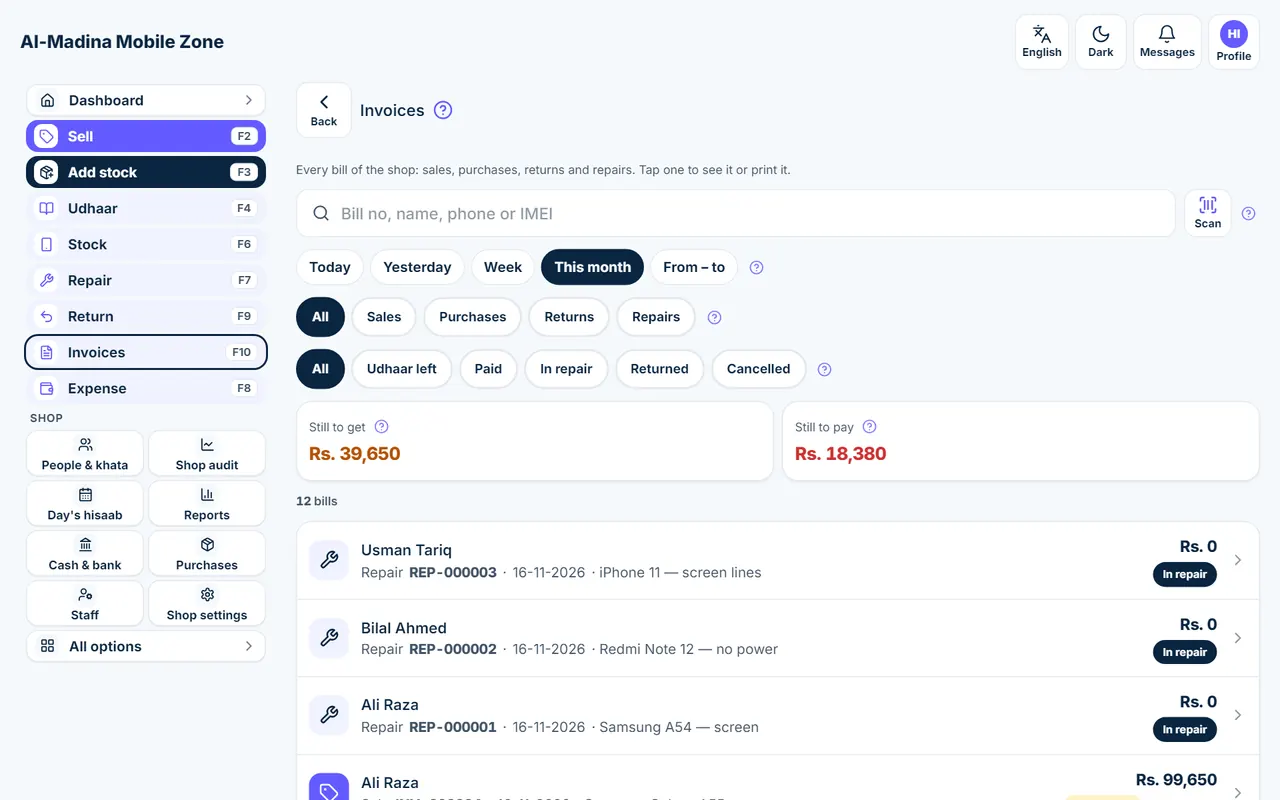 Al-Madina Mobile Zone
English
Dark
Messages
HI
Profile
Dashboard
Sell F2
Add stock F3
Udhaar F4
Stock F6
Repair F7
Return F9
Invoices F10
Expense F8
SHOP
People & khata
Shop audit
Day's hisaab
Reports
Cash & bank
Purchases
Staff
Shop settings
All options
Back
Invoices
Every bill of the shop: sales, purchases, returns and repairs. Tap one to see it or print it.
Bill no, name, phone or IMEI
Scan
Today Yesterday Week This month From – to
All Sales Purchases Returns Repairs
All Udhaar left Paid In repair Returned Cancelled
Still to get
Rs. 39,650
Still to pay
Rs. 18,380
12 bills
Usman Tariq
Rs. 0
Repair REP-000003 · 16-11-2026 · iPhone 11 — screen lines
In repair
Bilal Ahmed
Rs. 0
Repair REP-000002 · 16-11-2026 · Redmi Note 12 — no power
In repair
Ali Raza
Rs. 0
Repair REP-000001 · 16-11-2026 · Samsung A54 — screen
In repair
Ali Raza
Rs. 99,650